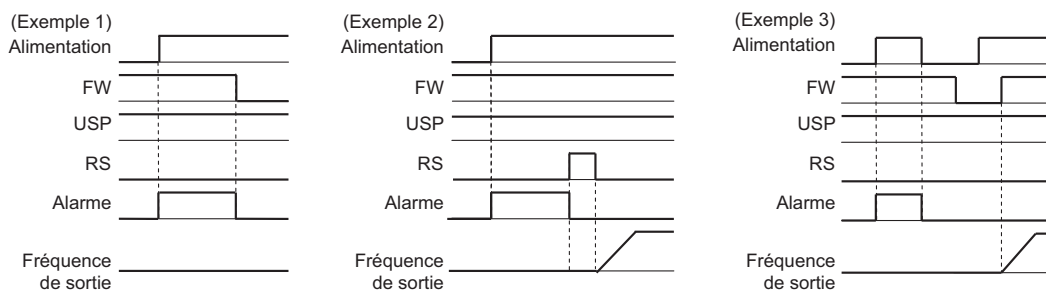 (Exemple 1)
Alimentation
FW
USP
RS
Alarme
Fréquence
de sortie
(Exemple 2)
Alimentation
FW
USP
RS
Alarme
Fréquence
de sortie
(Exemple 3)
Alimentation
FW
USP
RS
Alarme
Fréquence
de sortie